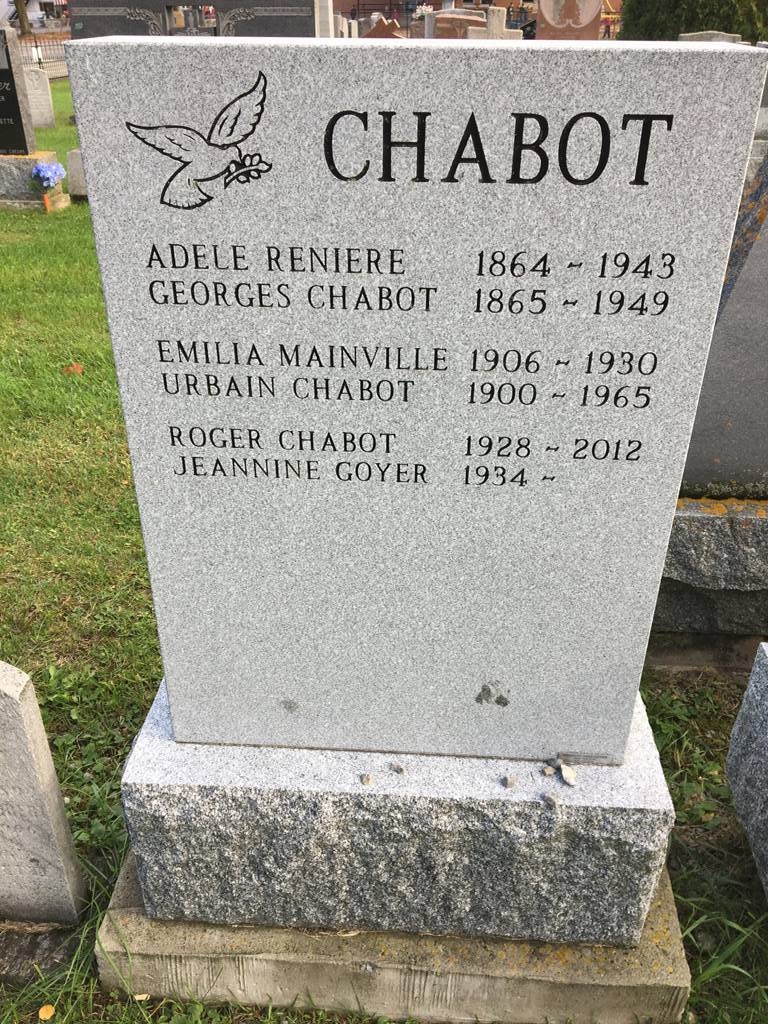 CHABOT
ADELE RENIERE 1864 ~ 1943
GEORGES CHABOT 1865 ~ 1949
EMILIA MAINVILLE 1906 ~ 1930
URBAIN CHABOT 1900 ~ 1965
ROGER CHABOT 1928 ~ 2012
JEANNINE GOYER 1934 ~